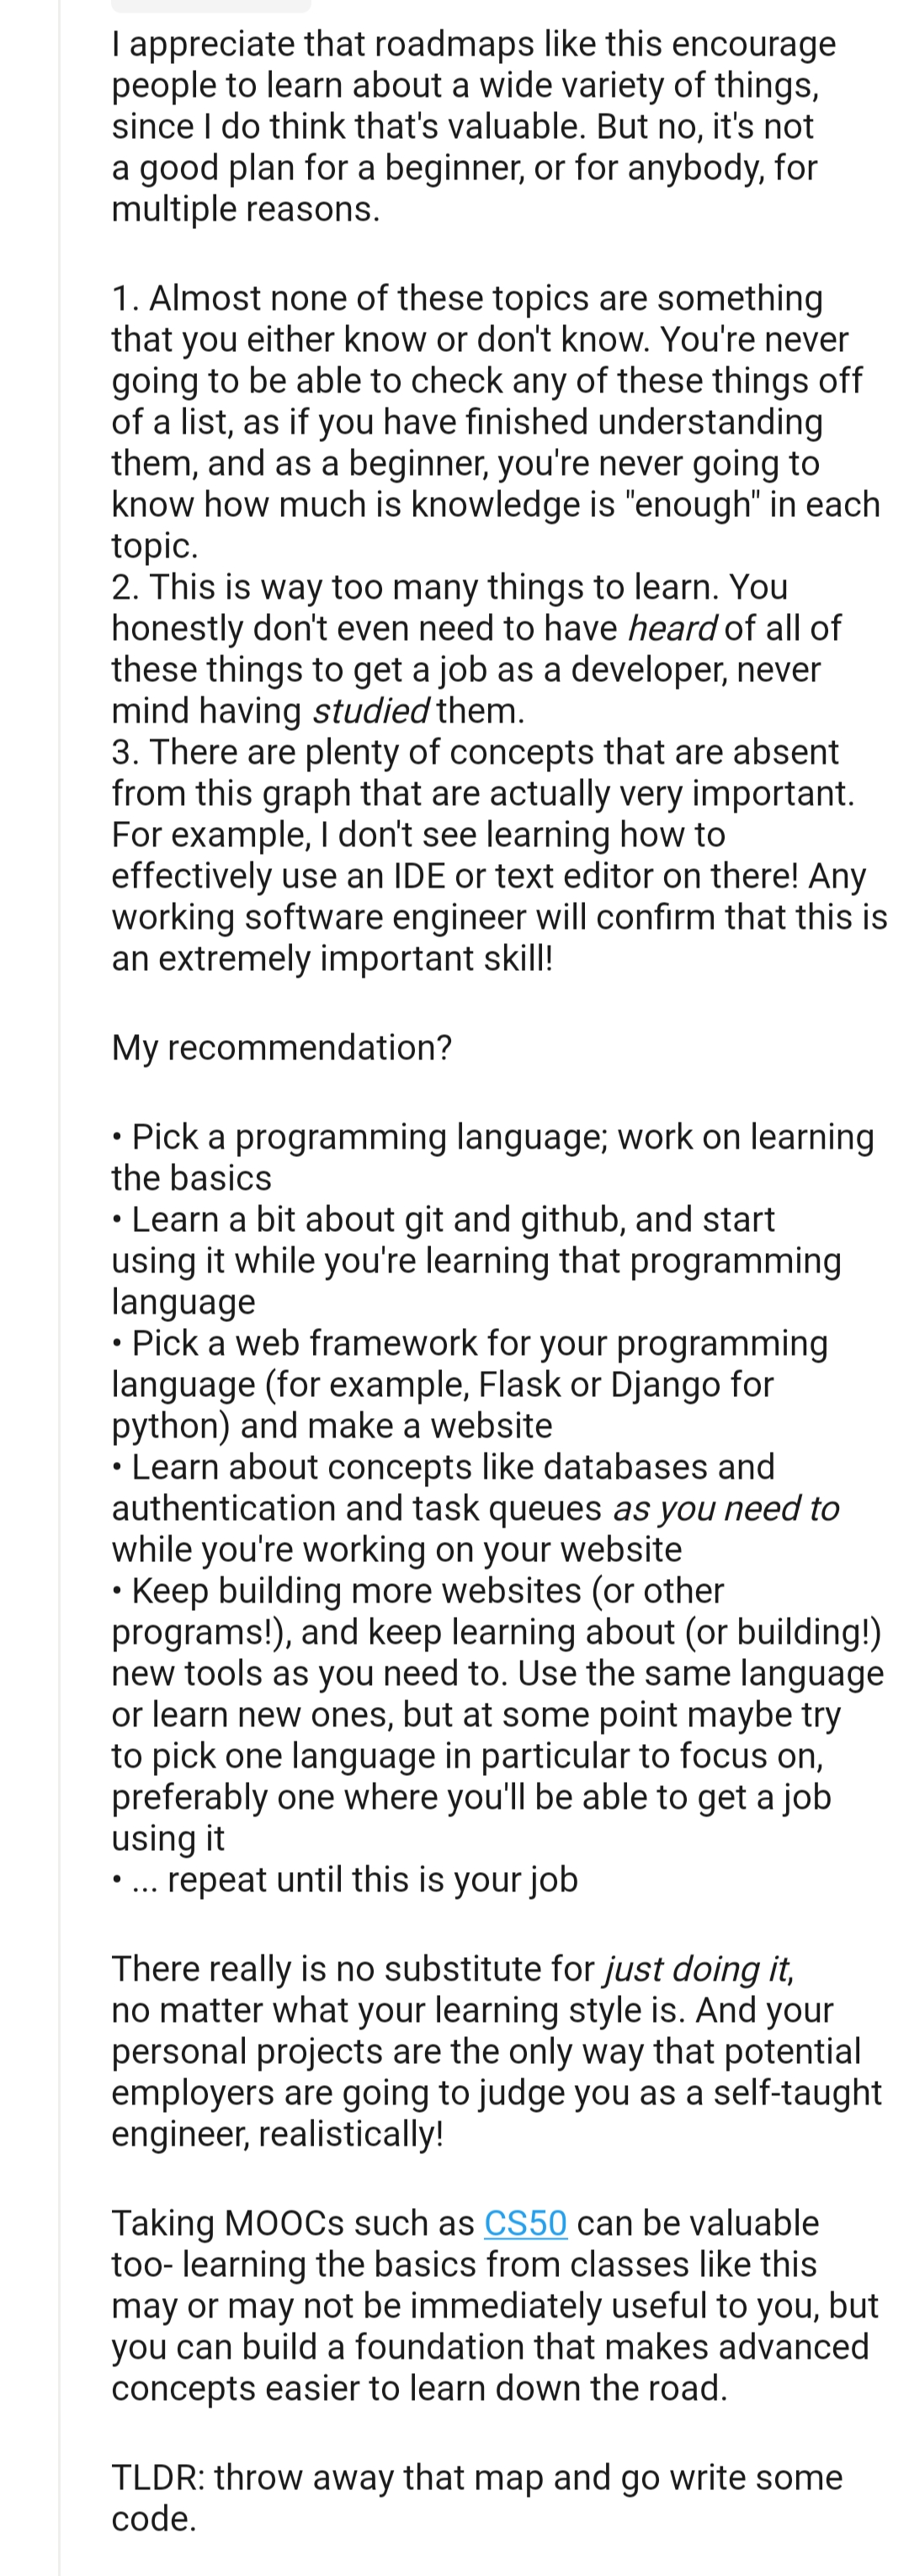 I appreciate that roadmaps like this encourage
people to learn about a wide variety of things,
since I do think that's valuable. But no, it's not
a good plan for a beginner, or for anybody, for
multiple reasons.
1. Almost none of these topics are something
that you either know or don't know. You're never
going to be able to check any of these things off
of a list, as if you have finished understanding
them, and as a beginner, you're never going to
know how much is knowledge is "enough" in each
topic.
2. This is way too many things to learn. You
honestly don't even need to have heard of all of
these things to get a job as a developer, never
mind having studied them.
3. There are plenty of concepts that are absent
from this graph that are actually very important.
For example, I don't see learning how to
effectively use an IDE or text editor on there! Any
working software engineer will confirm that this is
an extremely important skill!
My recommendation?
• Pick a programming language; work on learning
the basics
• Learn a bit about git and github, and start
using it while you're learning that programming
language
• Pick a web framework for your programming
language (for example, Flask or Django for
python) and make a website
• Learn about concepts like databases and
authentication and task queues as you need to
while you're working on your website
• Keep building more websites (or other
programs!), and keep learning about (or building!)
new tools as you need to. Use the same language
or learn new ones, but at some point maybe try
to pick one language in particular to focus on,
preferably one where you'll be able to get a job
using it
• ... repeat until this is your job
There really is no substitute for just doing it,
no matter what your learning style is. And your
personal projects are the only way that potential
employers are going to judge you as a self-taught
engineer, realistically!
Taking MOOCs such as CS50 can be valuable
too- learning the basics from classes like this
may or may not be immediately useful to you, but
you can build a foundation that makes advanced
concepts easier to learn down the road.
TLDR: throw away that map and go write some
code.